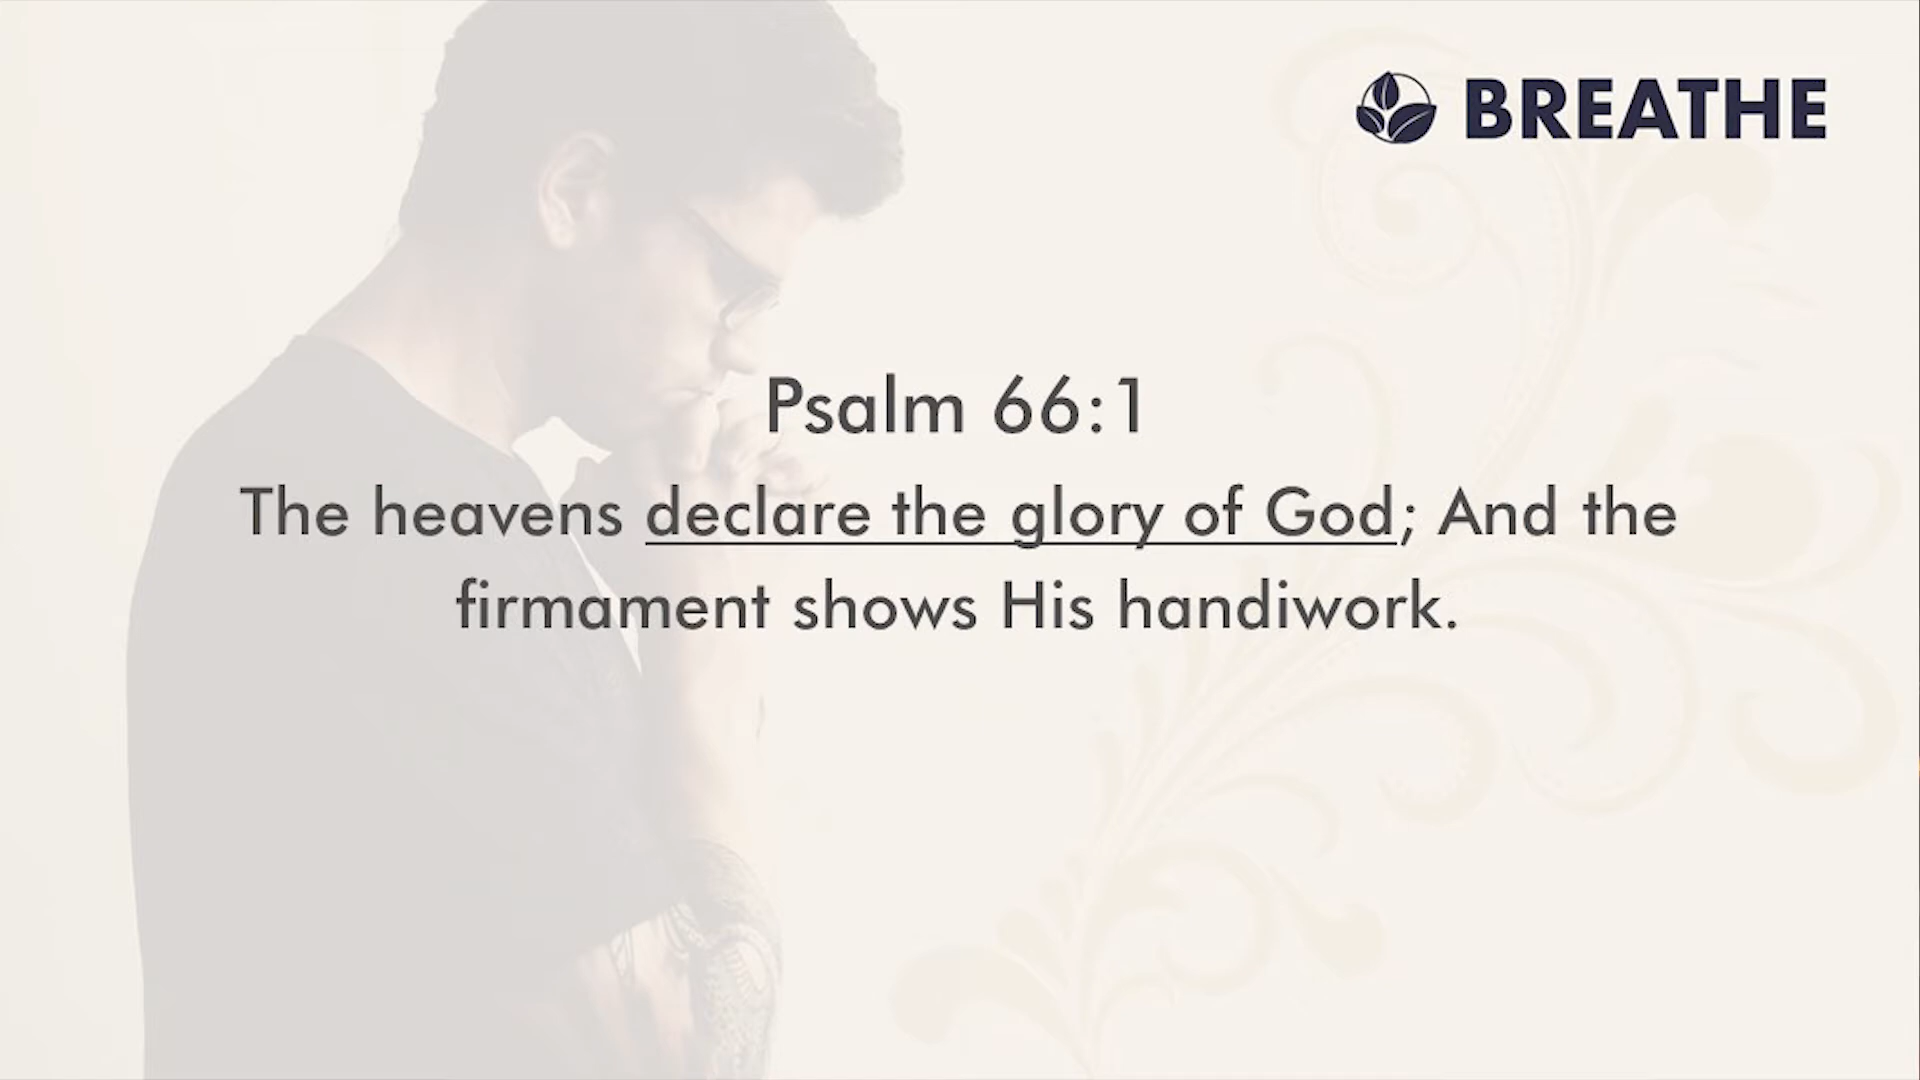 BREATHE
Psalm 66:1
The heavens declare the glory of God; And the
firmament shows His handiwork.